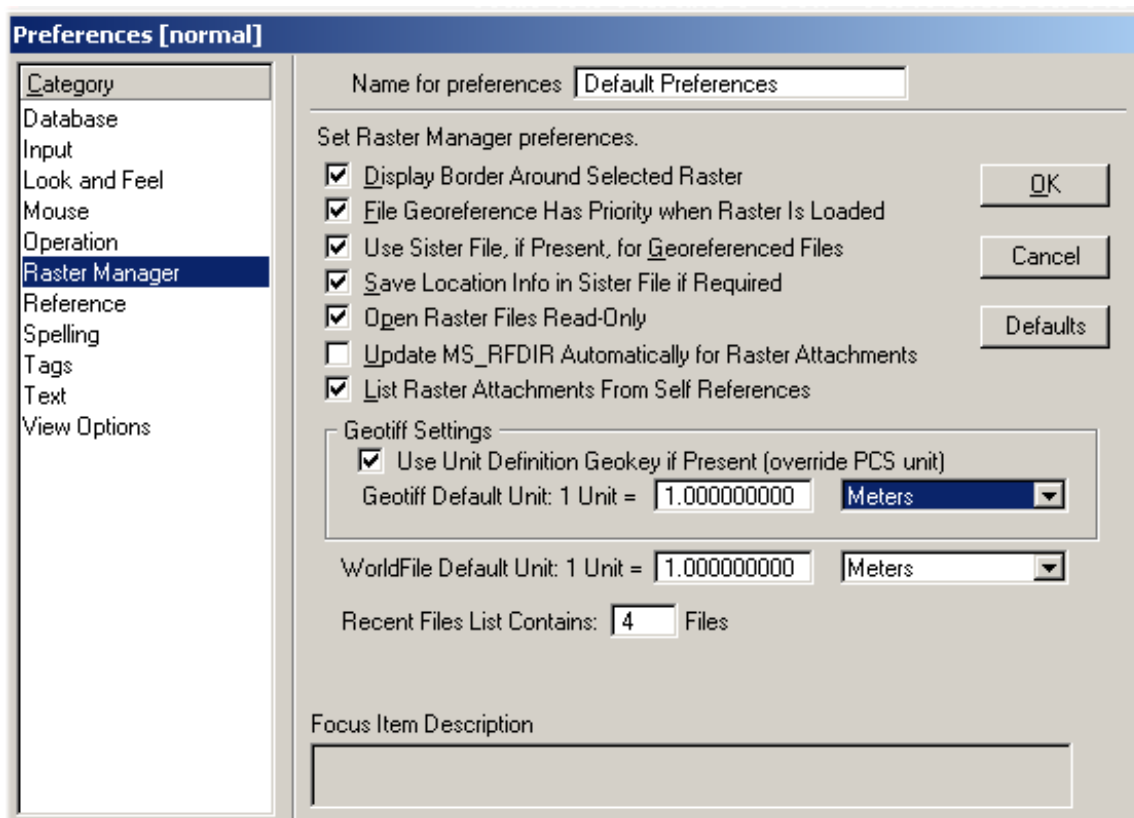 Preferences [normal]
Category
Database
Input
Look and Feel
Mouse
Operation
Raster Manager
Reference
Spelling
Tags
Text
View Options
Name for preferences Default Preferences
Set Raster Manager preferences.
Display Border Around Selected Raster
File Georeference Has Priority when Raster Is Loaded
Use Sister File, if Present, for Georeferenced Files
Save Location Info in Sister File if Required
Open Raster Files Read-Only
Update MS_RFDIR Automatically for Raster Attachments
List Raster Attachments From Self References
OK
Cancel
Defaults
Geotiff Settings
Use Unit Definition Geokey if Present (override PCS unit)
Geotiff Default Unit: 1 Unit = 1.000000000 Meters
WorldFile Default Unit: 1 Unit = 1.000000000 Meters
Recent Files List Contains: 4 Files
Focus Item Description